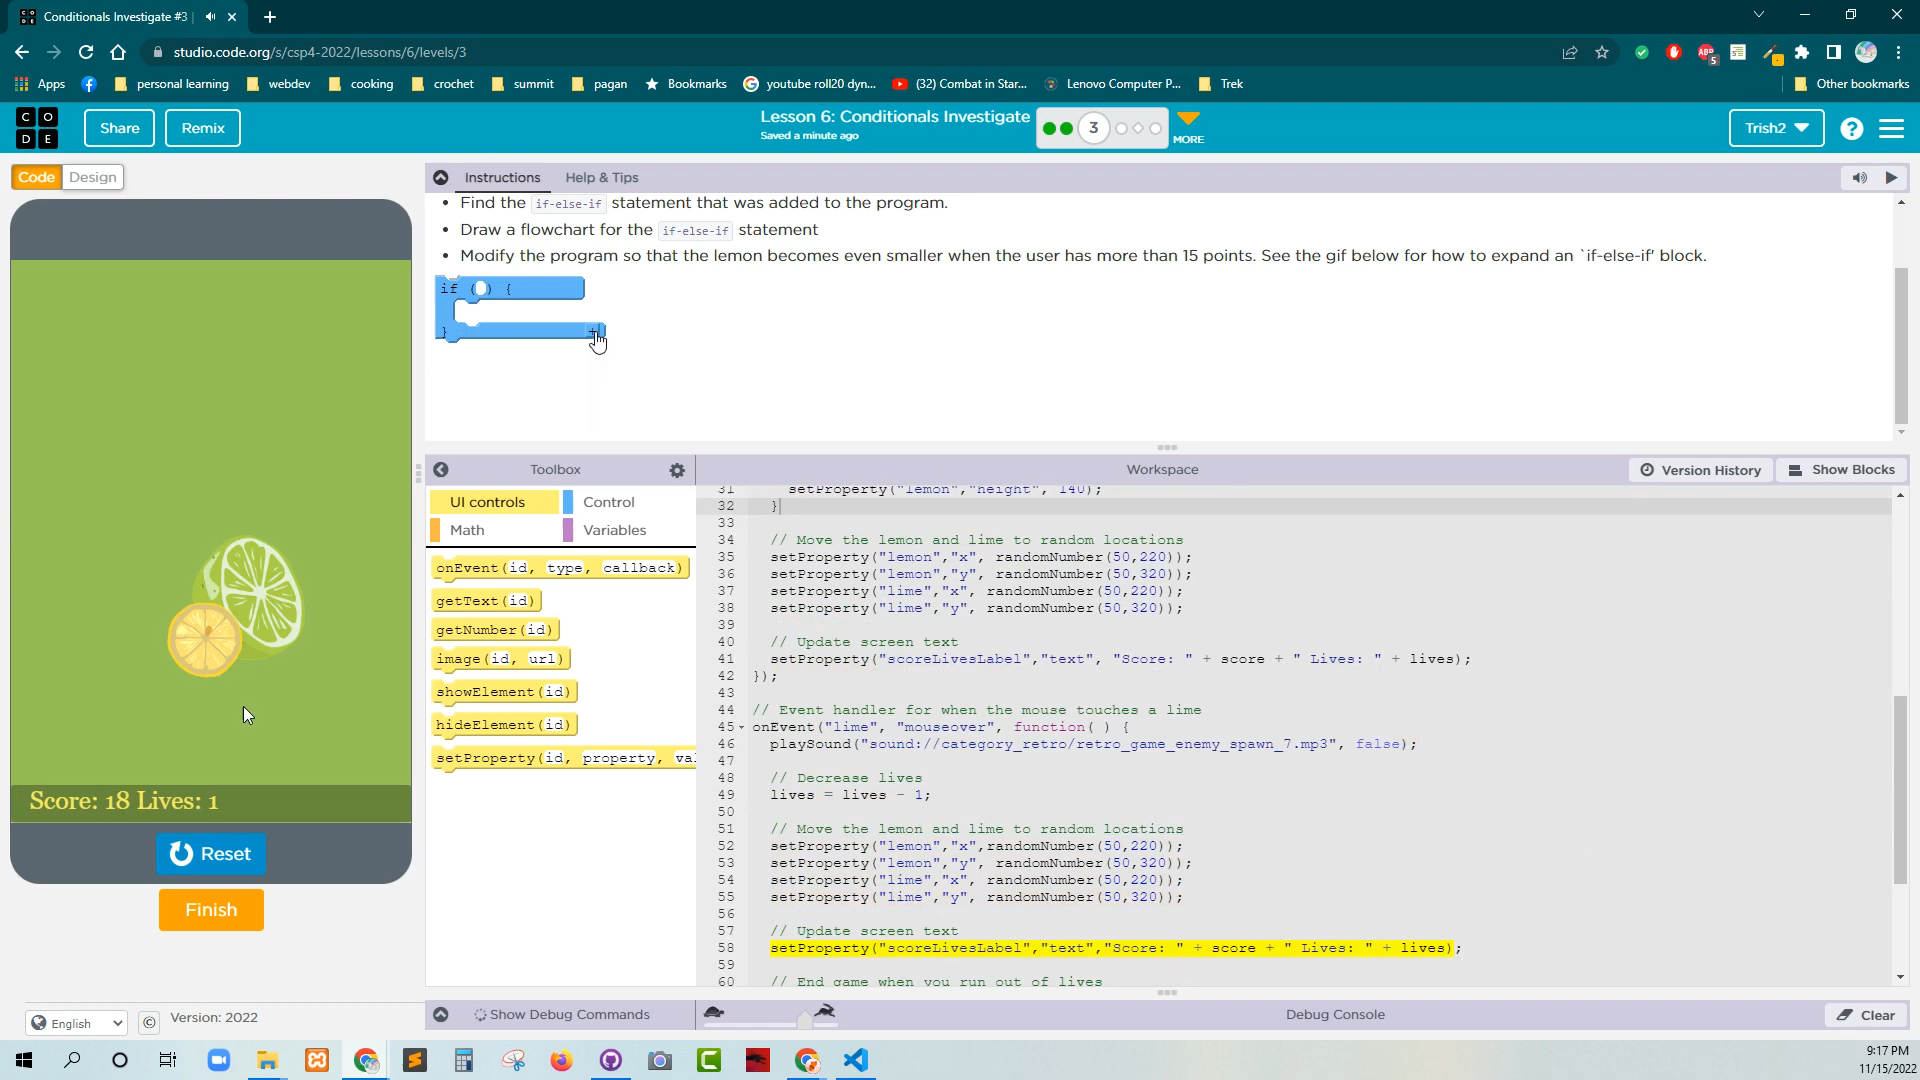 Conditionals Investigate #3
studio.code.org/s/csp4-2022/lessons/6/levels/3
5
Apps
personal learning
webdev
cooking
crochet
summit
pagan
Bookmarks
youtube roll20 dyn...
(32) Combat in Star...
Lenovo Computer P...
Trek
Other bookmarks
C O
D E
Share
Remix
Lesson 6: Conditionals Investigate
Saved a minute ago
3
MORE
Trish2
?
Code
Design
Instructions
Help & Tips
• Find the if-else-if statement that was added to the program.
• Draw a flowchart for the if-else-if statement
• Modify the program so that the lemon becomes even smaller when the user has more than 15 points. See the gif below for how to expand an `if-else-if' block.
if ( ) {
} +
Toolbox
Workspace
Version History
Show Blocks
UI controls
Control
Math
Variables
onEvent(id, type, callback)
getText(id)
getNumber(id)
image(id, url)
showElement(id)
hideElement(id)
setProperty(id, property, val
31 setProperty("lemon","height", 140);
32 }
33
34 // Move the lemon and lime to random locations
35 setProperty("lemon","x", randomNumber(50,220));
36 setProperty("lemon","y", randomNumber(50,320));
37 setProperty("lime","x", randomNumber(50,220));
38 setProperty("lime","y", randomNumber(50,320));
39
40 // Update screen text
41 setProperty("scoreLivesLabel","text", "Score: " + score + " Lives: " + lives);
42 });
43
44 // Event handler for when the mouse touches a lime
45 onEvent("lime", "mouseover", function( ) {
46 playSound("sound://category_retro/retro_game_enemy_spawn_7.mp3", false);
47
48 // Decrease lives
49 lives = lives - 1;
50
51 // Move the lemon and lime to random locations
52 setProperty("lemon","x",randomNumber(50,220));
53 setProperty("lemon","y", randomNumber(50,320));
54 setProperty("lime","x", randomNumber(50,220));
55 setProperty("lime","y", randomNumber(50,320));
56
57 // Update screen text
58 setProperty("scoreLivesLabel","text","Score: " + score + " Lives: " + lives);
59
60 // End game when you run out of lives
Score: 18 Lives: 1
Reset
Finish
English
©
Version: 2022
Show Debug Commands
Debug Console
Clear
9:17 PM
11/15/2022